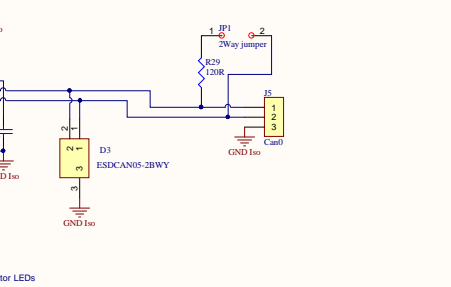 1 JP1 2
2Way jumper
R29
120R
J5
1
2
3
Can0
GND Iso
2 1
2 1
D3
ESDCAN05-2BWY
3
3
GND Iso
D Iso
tor LEDs